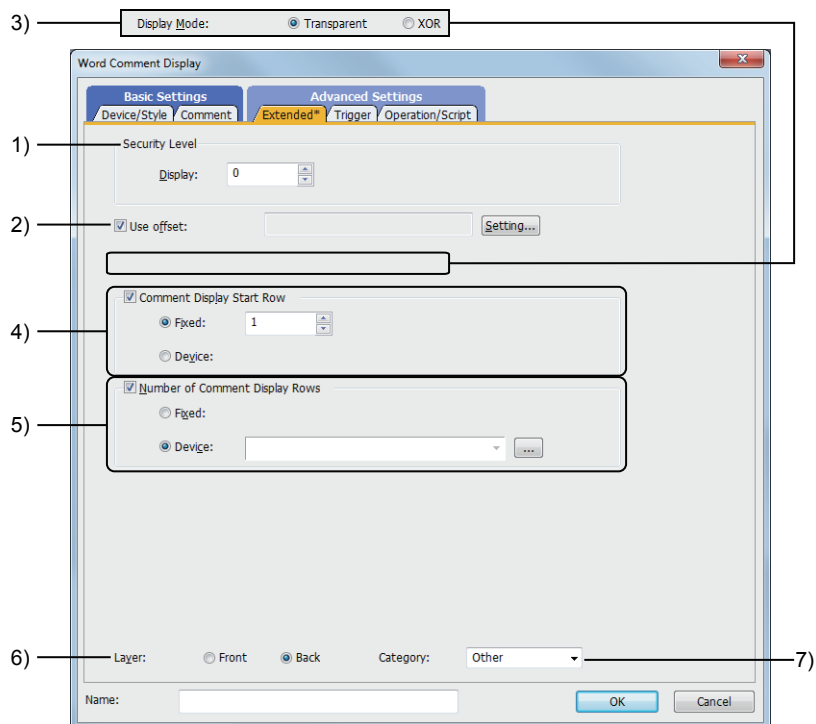 3) Display Mode: Transparent XOR
Word Comment Display
Basic Settings Advanced Settings
Device/Style Comment Extended* Trigger Operation/Script
1) Security Level
Display: 0
2) Use offset: Setting...
Comment Display Start Row
Fixed: 1
4)
Device:
Number of Comment Display Rows
Fixed:
5)
Device: ...
6) Layer: Front Back Category: Other 7)
Name: OK Cancel